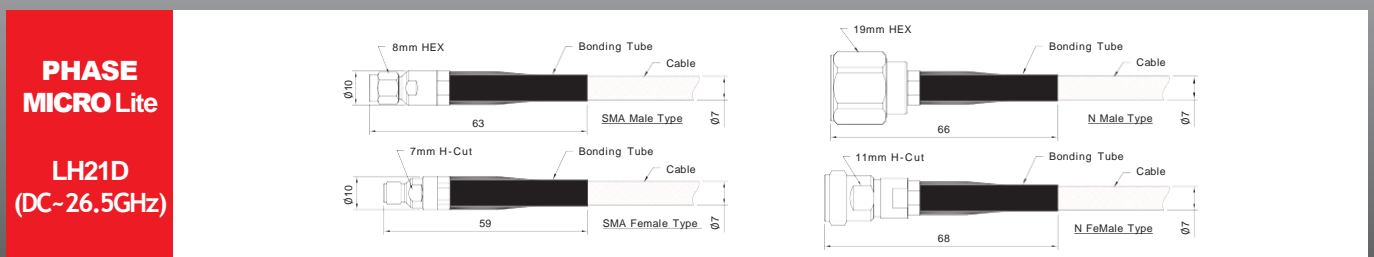 PHASE
MICRO Lite
LH21D
(DC~26.5GHz)
8mm HEX
Bonding Tube
Cable
Ø10
63
SMA Male Type
Ø7
7mm H-Cut
Bonding Tube
Cable
Ø10
59
SMA Female Type
Ø7
19mm HEX
Bonding Tube
Cable
66
N Male Type
Ø7
11mm H-Cut
Bonding Tube
Cable
68
N FeMale Type
Ø7